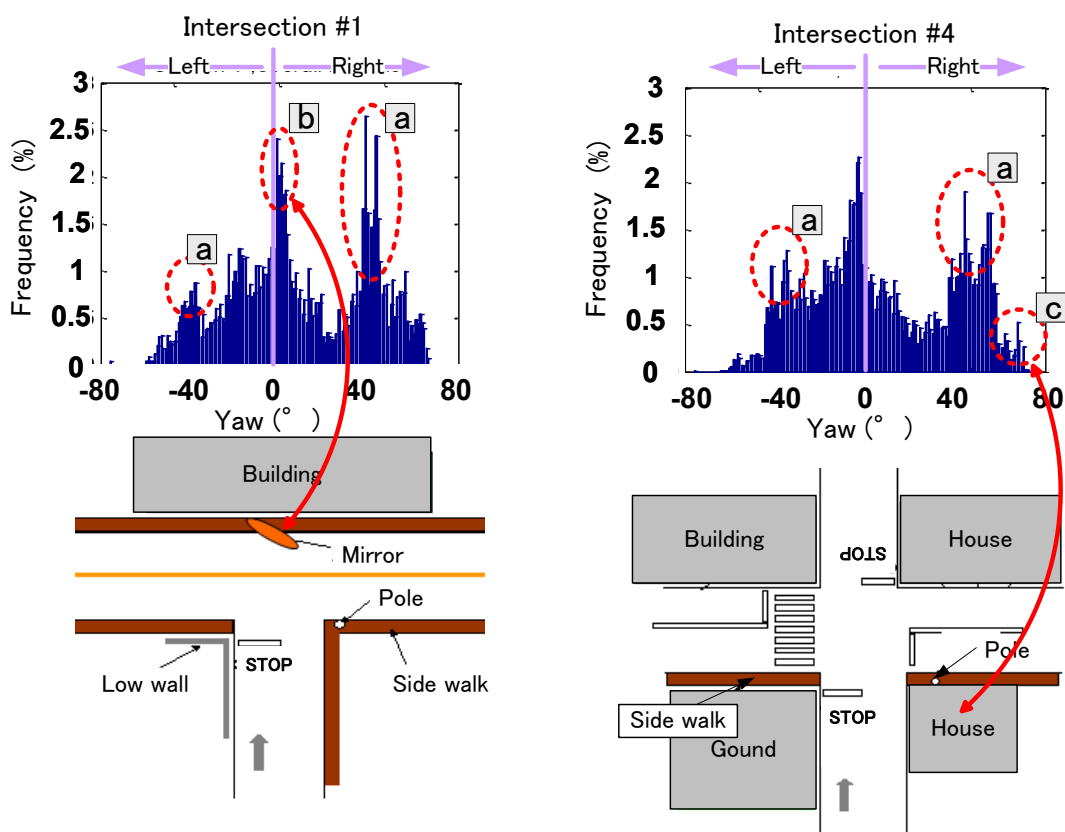 Intersection #1
Left
Right
3
2.5
2
1.5
1
0.5
0
Frequency (%)
b
a
a
-80
-40
0
40
80
Yaw (° )
Building
Mirror
Pole
STOP
Low wall
Side walk
Intersection #4
Left
Right
3
2.5
2
1.5
1
0.5
0
Frequency (%)
a
a
c
-80
-40
0
40
80
Yaw (° )
Building
STOP
House
Pole
Side walk
STOP
House
Gound